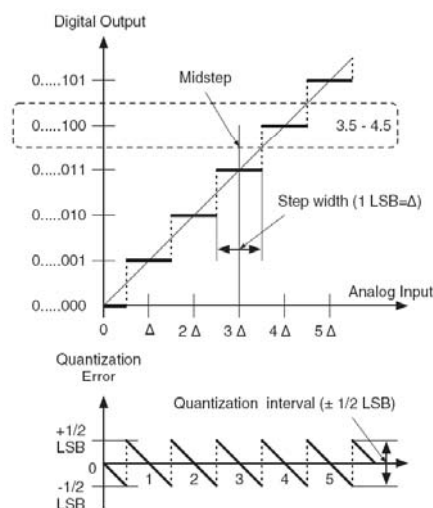 Digital Output
0.....101
Midstep
0.....100
3.5 - 4.5
0.....011
Step width (1 LSB=Δ)
0.....010
0.....001
Analog Input
0.....000
0 Δ 2 Δ 3 Δ 4 Δ 5 Δ
Quantization
Error
Quantization interval (± 1/2 LSB)
+1/2
LSB
0
1 2 3 4 5
-1/2
LSB